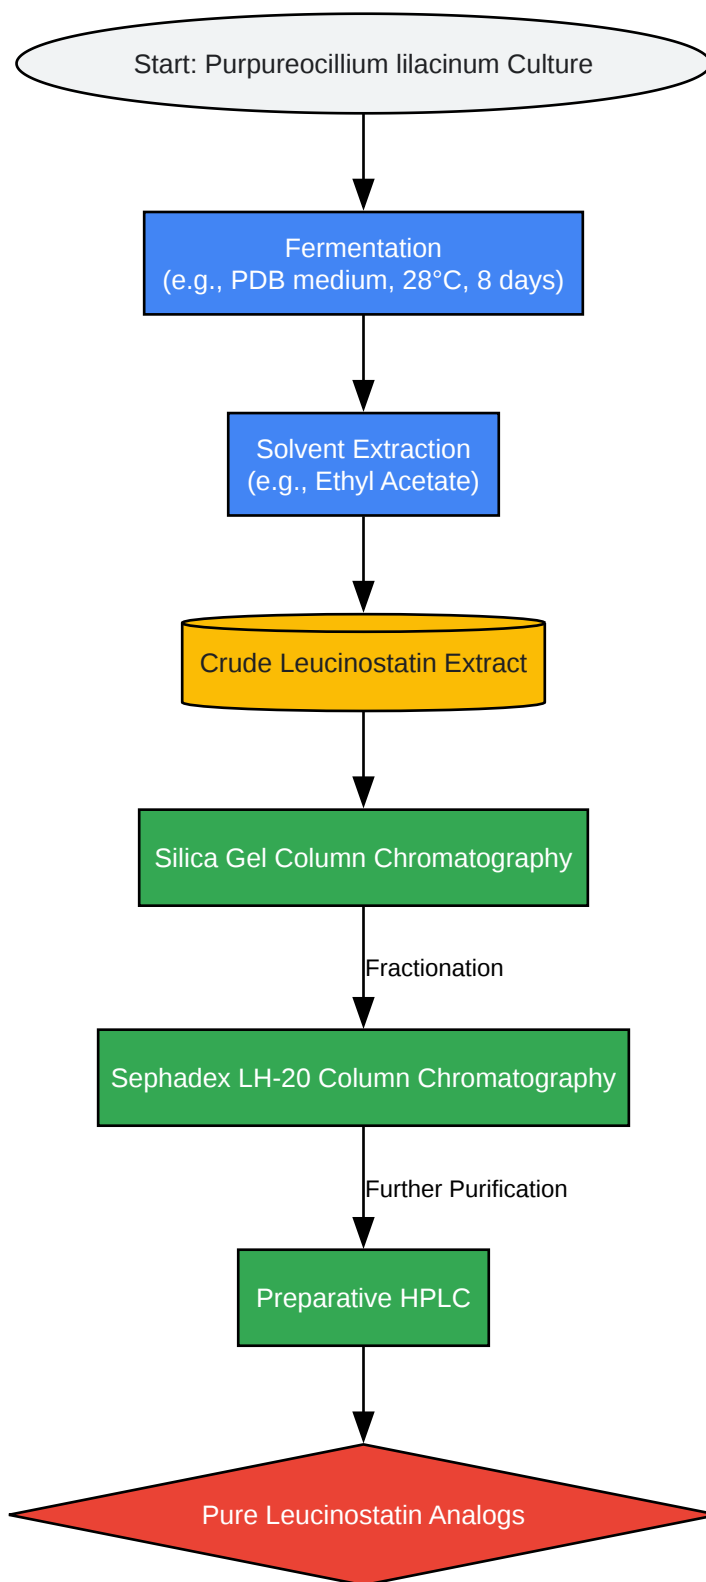 Start: Purpureocillium lilacinum Culture
Fermentation
(e.g., PDB medium, 28°C, 8 days)
Solvent Extraction
(e.g., Ethyl Acetate)
Crude Leucinostatin Extract
Silica Gel Column Chromatography
Fractionation
Sephadex LH-20 Column Chromatography
Further Purification
Preparative HPLC
Pure Leucinostatin Analogs